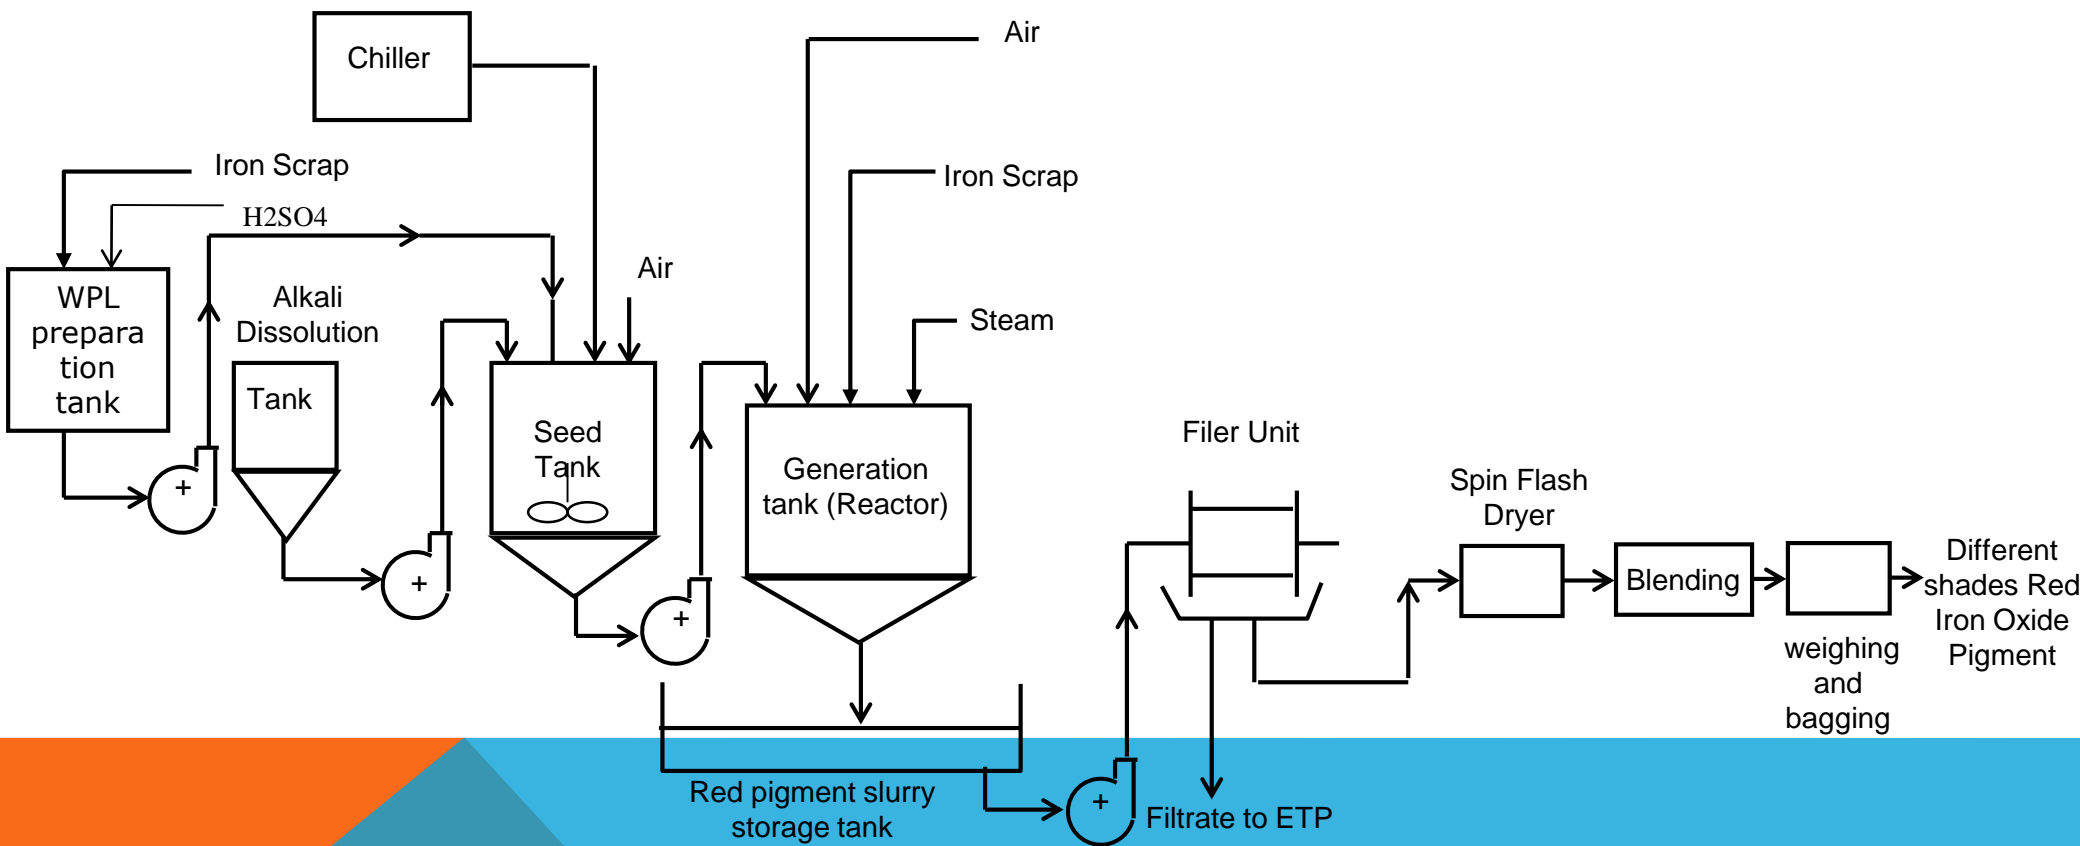 Chiller
Air
Iron Scrap
Iron Scrap
H2SO4
Air
WPL
prepara
tion
tank
Alkali
Dissolution
Tank
Steam
Seed
Tank
Generation
tank (Reactor)
Filer Unit
Spin Flash
Dryer
Blending
Different
shades Red
Iron Oxide
Pigment
weighing
and
bagging
+
+
+
+
Red pigment slurry
storage tank
Filtrate to ETP